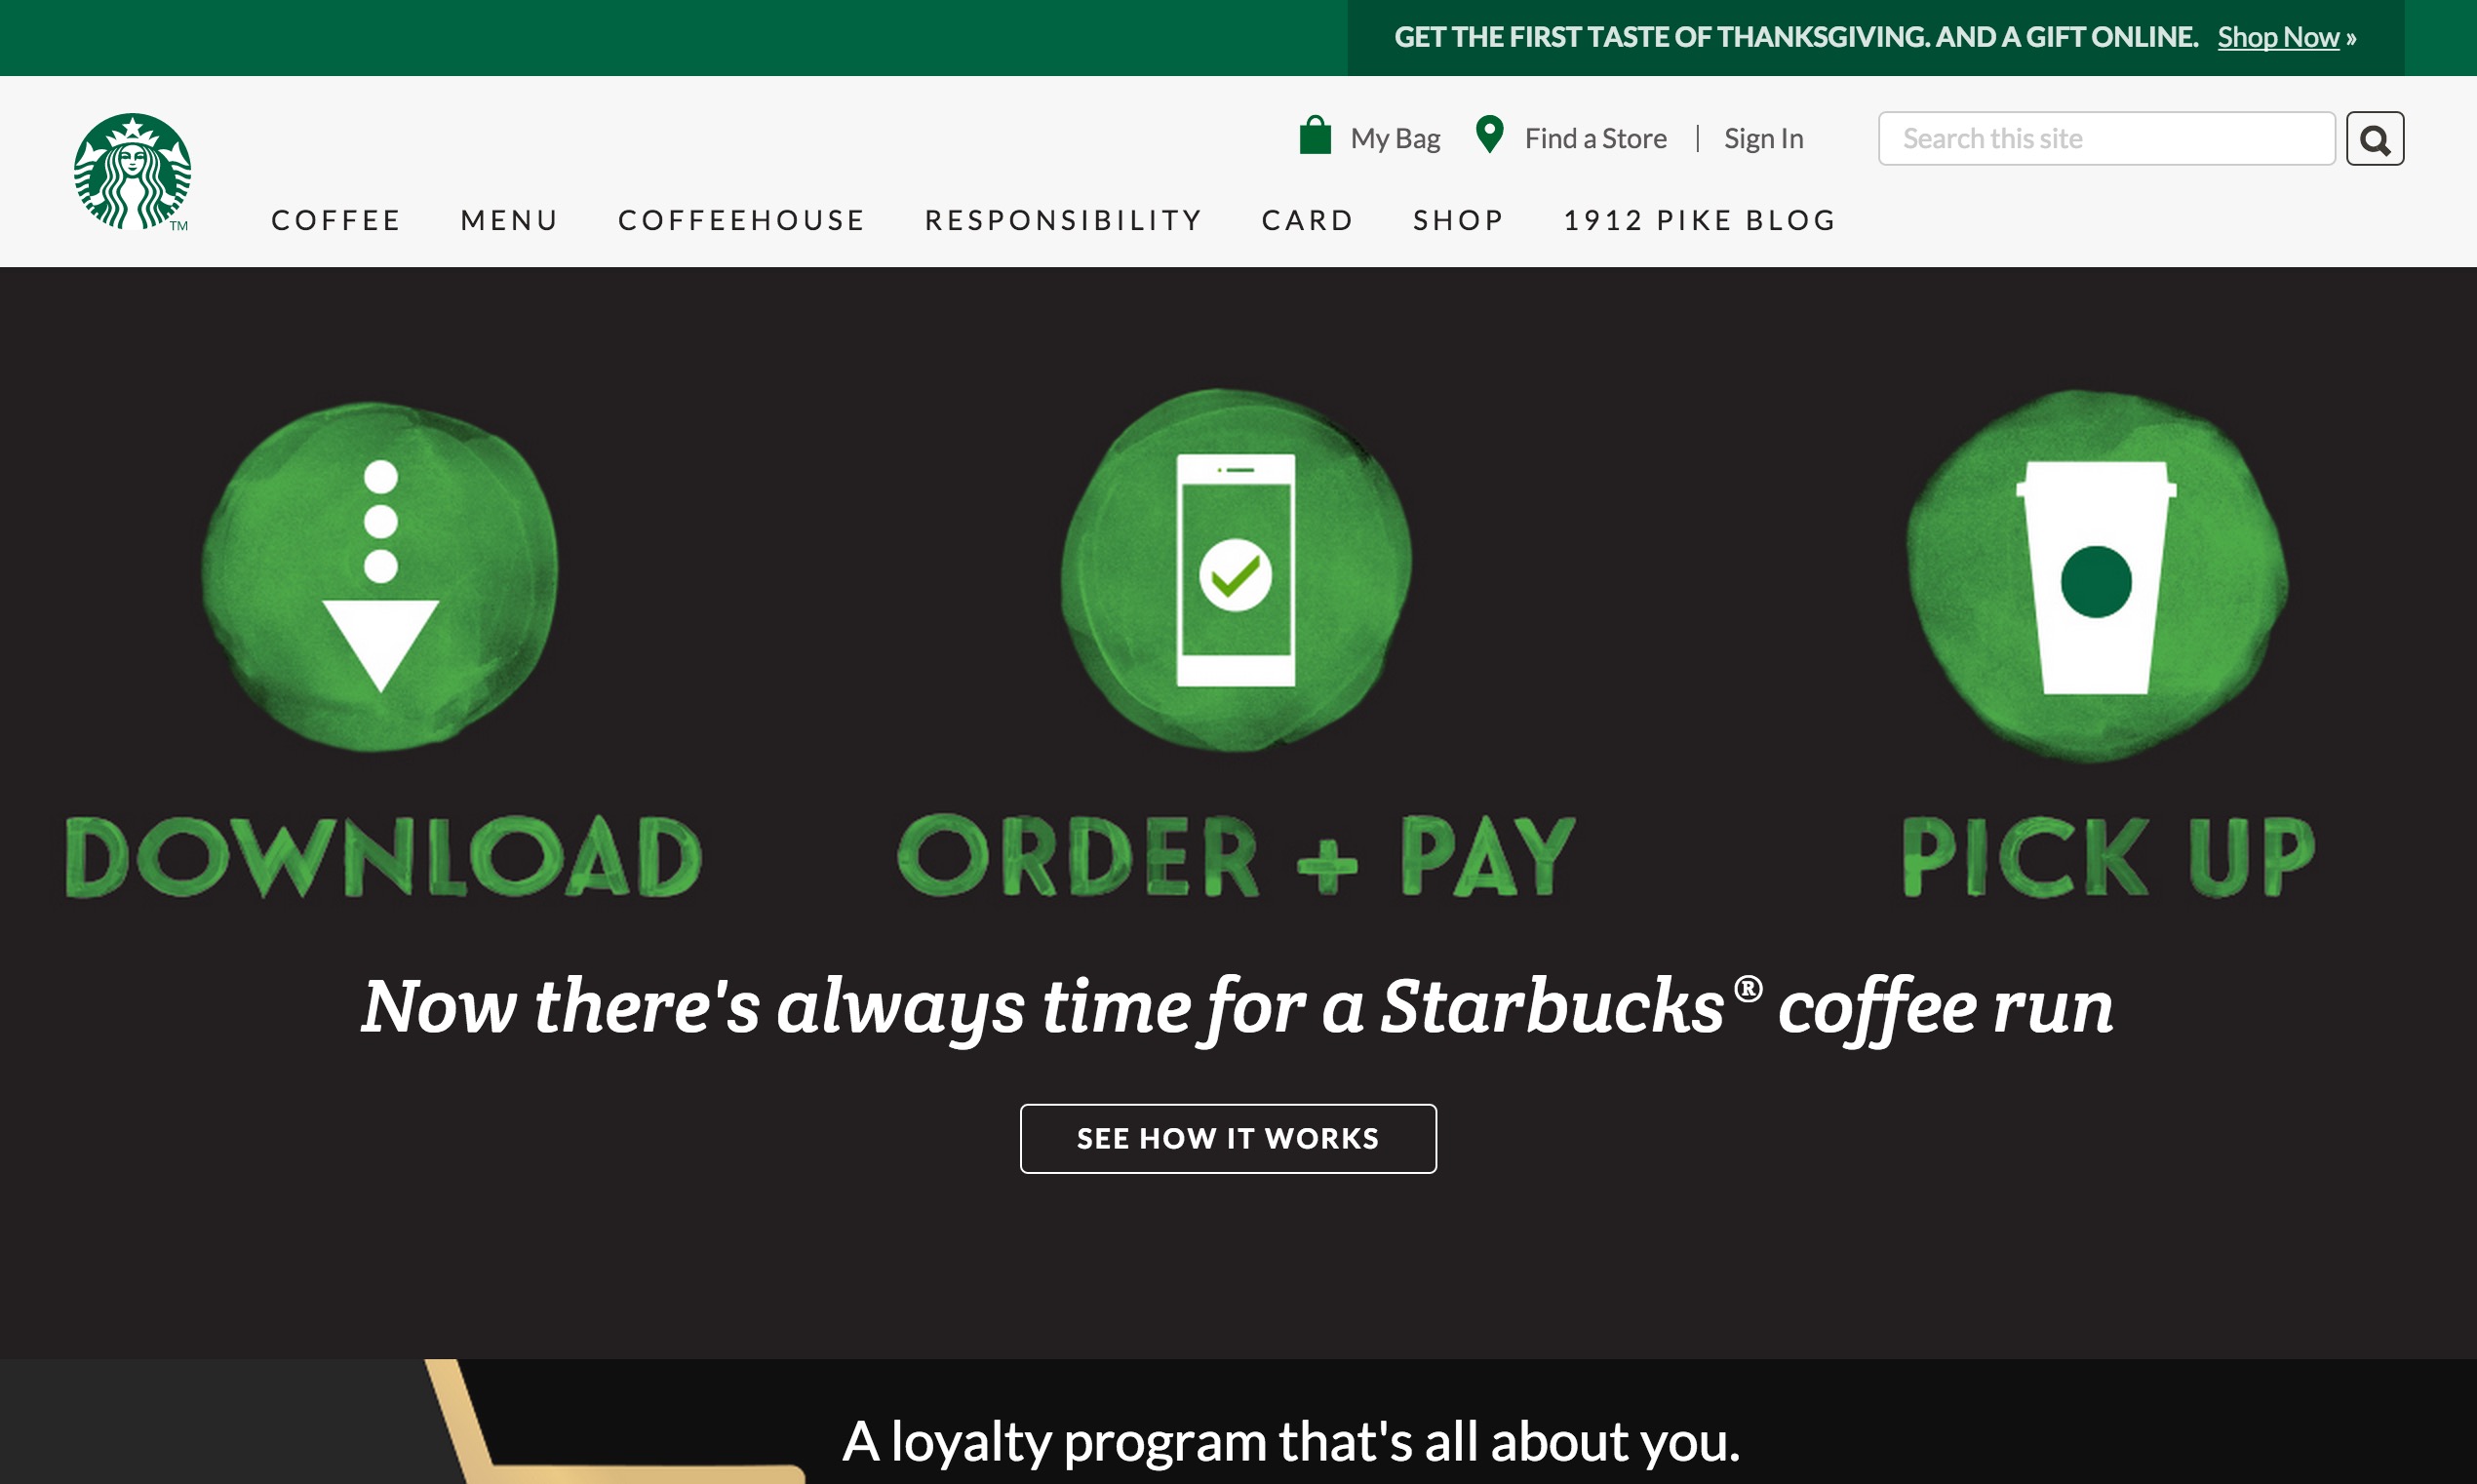 GET THE FIRST TASTE OF THANKSGIVING. AND A GIFT ONLINE. Shop Now »
My Bag Find a Store | Sign In Search this site
TM
COFFEE MENU COFFEEHOUSE RESPONSIBILITY CARD SHOP 1912 PIKE BLOG
DOWNLOAD ORDER + PAY PICK UP
Now there's always time for a Starbucks® coffee run
SEE HOW IT WORKS
A loyalty program that's all about you.